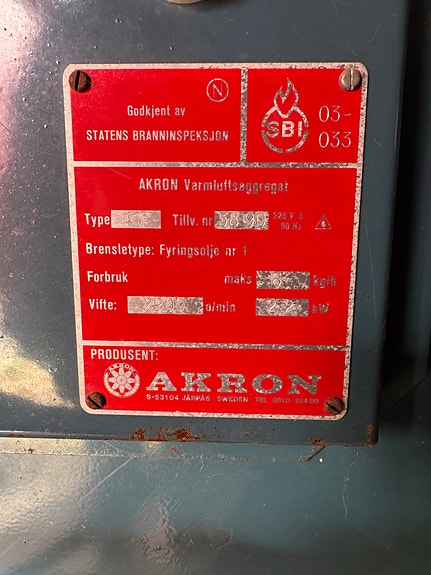 N
Godkjent av
STATENS BRANNINSPEKSJON
SBI
03-
033
AKRON Varmluftsaggregat
Type Tillv. nr 220 V
50 Hz
Brensletype: Fyringsolje nr 1
Forbruk maks kg/h
Vifte: o/min kW
PRODUSENT:
AKRON
S-53104 JÄRPÅS SWEDEN TEL